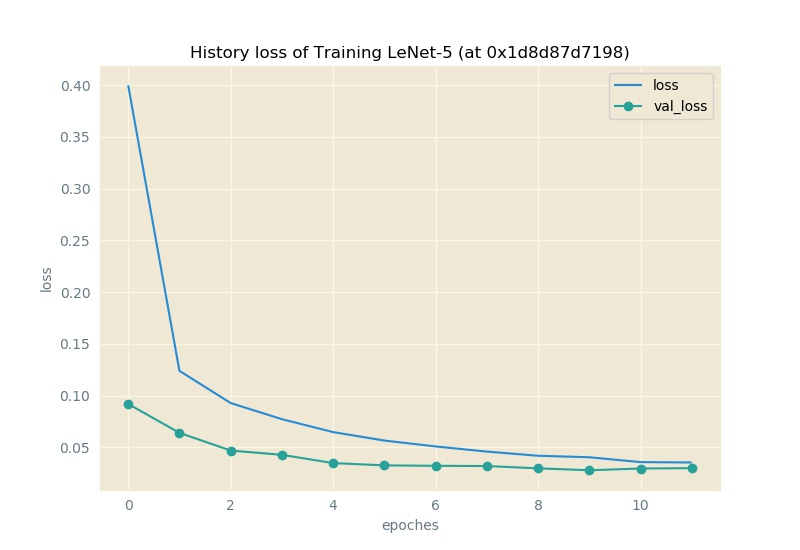 History loss of Training LeNet-5 (at 0x1d8d87d7198)
loss
val_loss
0.40
0.35
0.30
0.25
0.20
0.15
0.10
0.05
loss
0 2 4 6 8 10
epoches